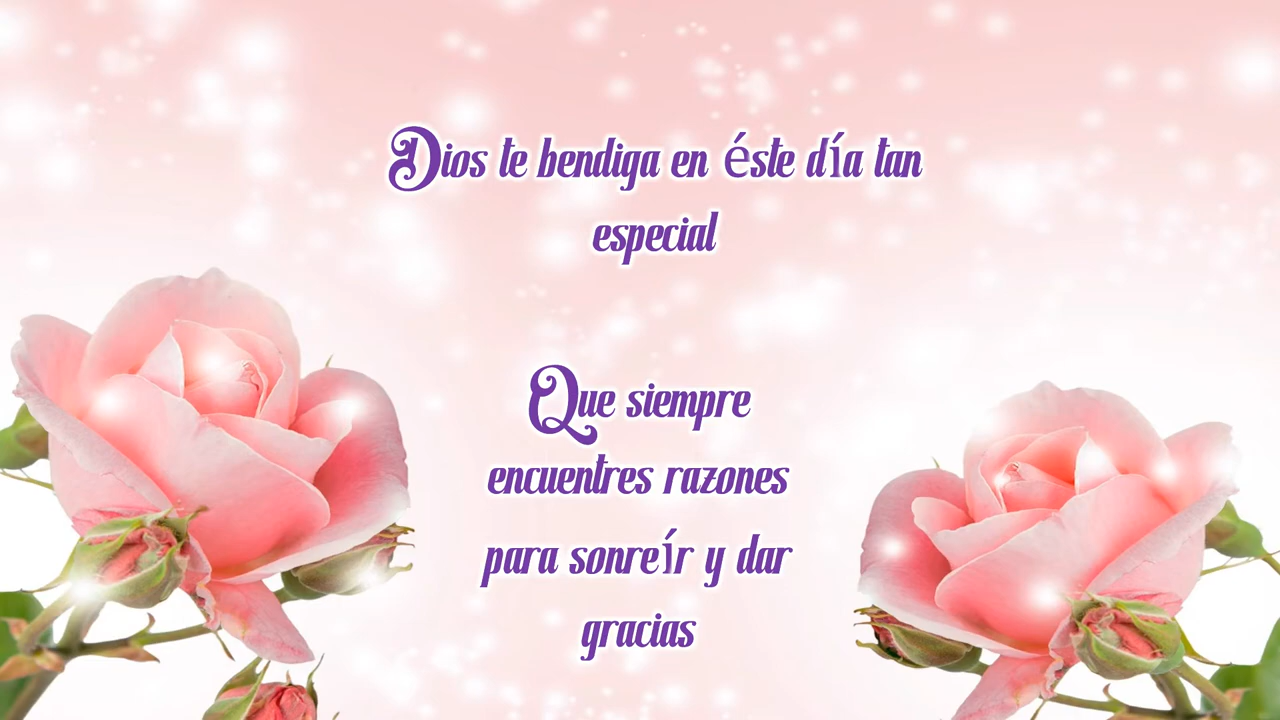 Dios te bendiga en éste día tan
especial
Que siempre
encuentres razones
para sonreír y dar
gracias